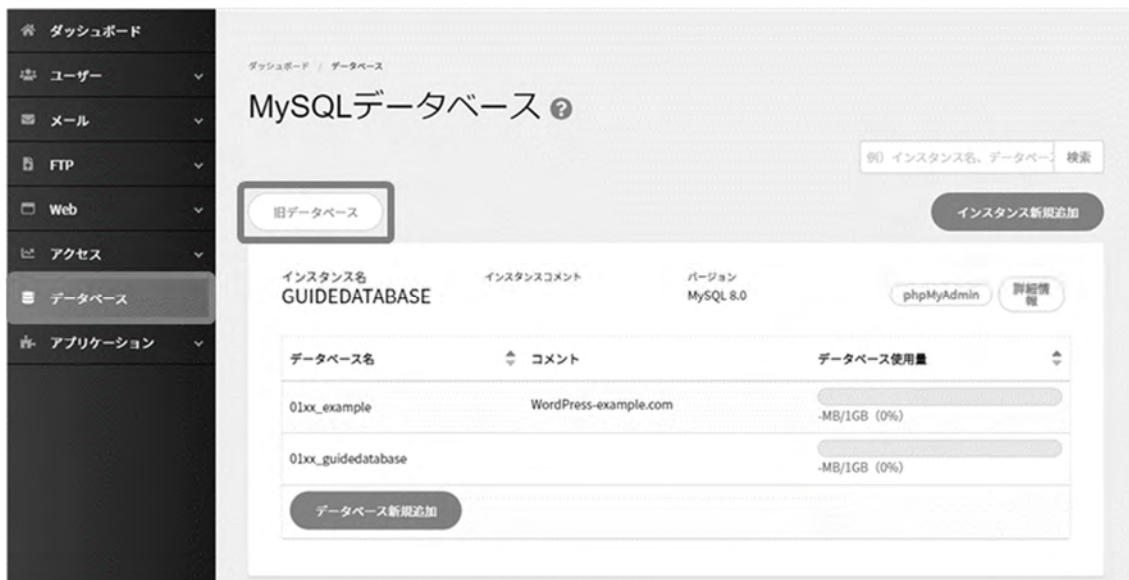 ダッシュボード
ユーザー
メール
FTP
Web
アクセス
データベース
アプリケーション
ダッシュボード / データベース
MySQLデータベース ?
例）インスタンス名、データベース
検索
旧データベース
インスタンス新規追加
インスタンス名 インスタンスコメント バージョン
GUIDEDATABASE MySQL 8.0 phpMyAdmin 詳細情報
データベース名 コメント データベース使用量
01xx_example WordPress-example.com -MB/1GB（0%）
01xx_guidedatabase -MB/1GB（0%）
データベース新規追加